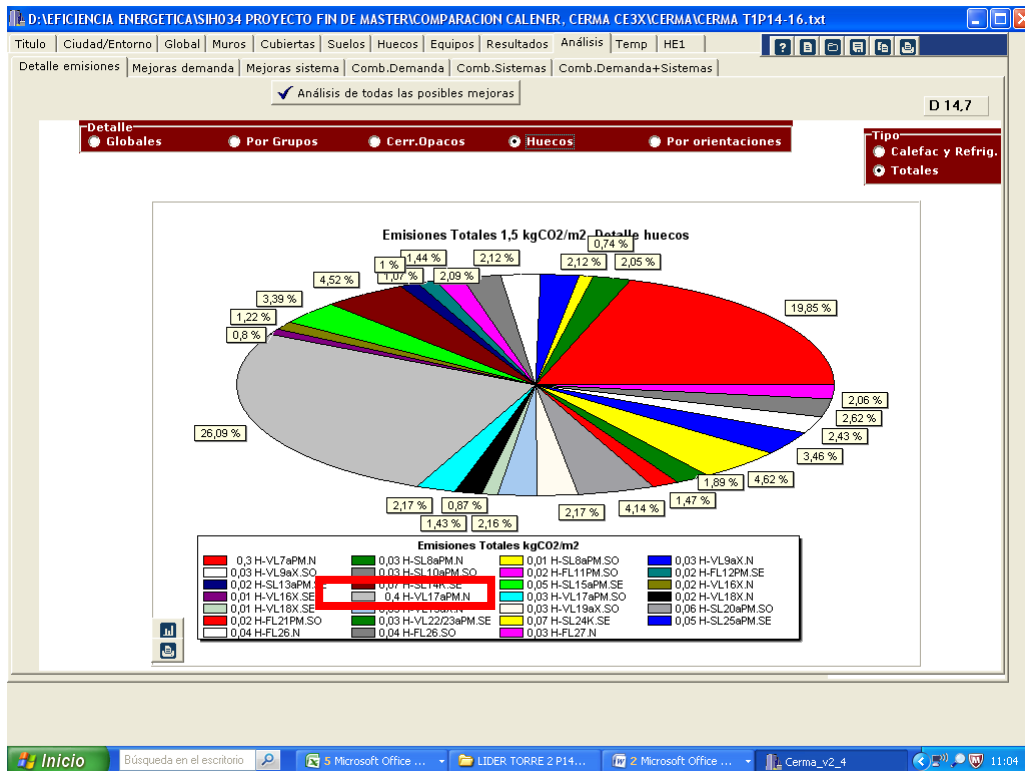 D:\EFICIENCIA ENERGETICA\SIH034 PROYECTO FIN DE MASTER\COMPARACION CALENER, CERMA CE3X\CERMA\CERMA T1P14-16.txt
Titulo Ciudad/Entorno Global Muros Cubiertas Suelos Huecos Equipos Resultados Análisis Temp HE1
Detalle emisiones Mejoras demanda Mejoras sistema Comb.Demanda Comb.Sistemas Comb.Demanda+Sistemas
Análisis de todas las posibles mejoras
D 14,7
Detalle
Globales Por Grupos Cerr.Opacos Huecos Por orientaciones
Tipo
Calefac y Refrig.
Totales
Emisiones Totales 1,5 kgCO2/m2. Detalle huecos
0,74 %
1,44 % 2,12 % 2,12 % 2,05 %
1 %
4,52 % 1,07 % 2,09 %
3,39 %
19,85 %
1,22 %
0,8 %
2,06 %
2,62 %
26,09 % 2,43 %
3,46 %
1,89 % 4,62 %
2,17 % 0,87 % 2,17 % 4,14 % 1,47 %
1,43 % 2,16 %
Emisiones Totales kgCO2/m2
0,3 H-VL7aPM.N 0,03 H-SL8aPM.N 0,01 H-SL8aPM.SO 0,03 H-VL9aX.N
0,03 H-VL9aX.SO 0,03 H-SL10aPM.SO 0,02 H-FL11PM.SO 0,02 H-FL12PM.SE
0,02 H-SL13aPM.SE 0,07 H-SL14K.SE 0,05 H-SL15aPM.SE 0,02 H-VL16X.N
0,01 H-VL16X.SE 0,4 H-VL17aPM.N 0,03 H-VL17aPM.SO 0,02 H-VL18X.N
0,01 H-VL18X.SE 0,03 H-VL19aX.N 0,03 H-VL19aX.SO 0,06 H-SL20aPM.SO
0,02 H-FL21PM.SO 0,03 H-VL22/23aPM.SE 0,07 H-SL24K.SE 0,05 H-SL25aPM.SE
0,04 H-FL26.N 0,04 H-FL26.SO 0,03 H-FL27.N
Inicio Búsqueda en el escritorio 5 Microsoft Office ... LIDER TORRE 2 P14... 2 Microsoft Office ... Cerma_v2_4 11:04